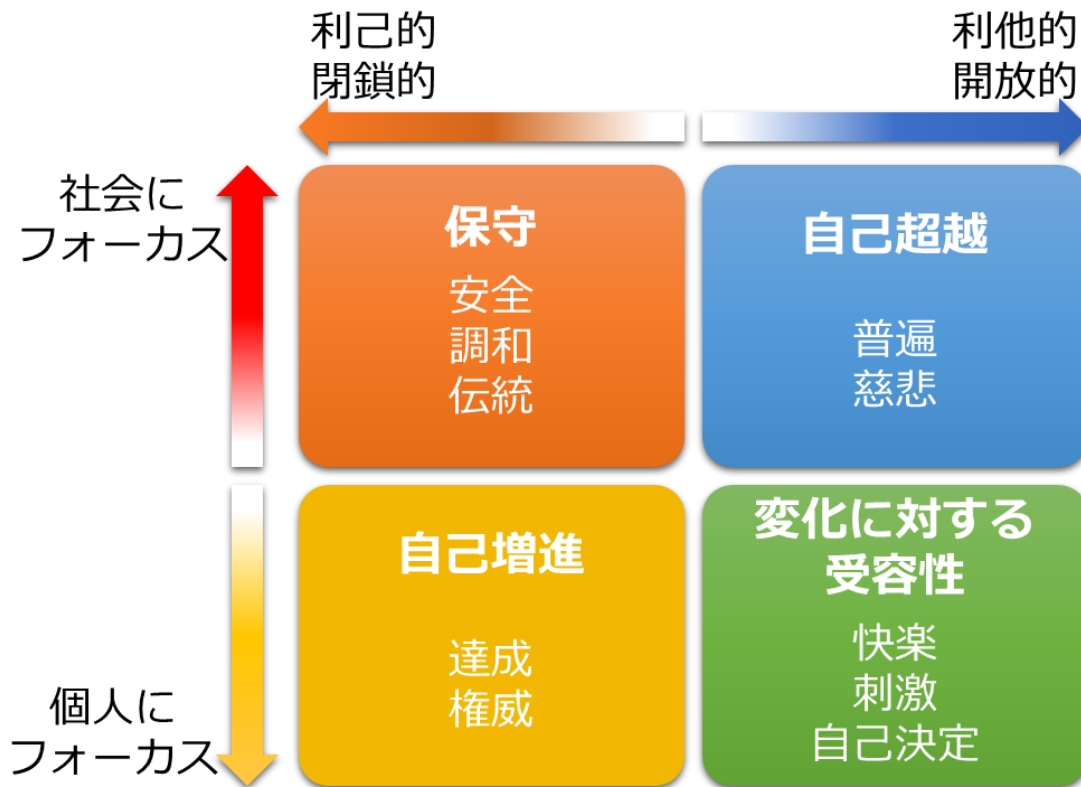 利己的
閉鎖的
利他的
開放的
社会に
フォーカス
保守
安全
調和
伝統
自己超越
普遍
慈悲
個人に
フォーカス
自己増進
達成
権威
変化に対する
受容性
快楽
刺激
自己決定